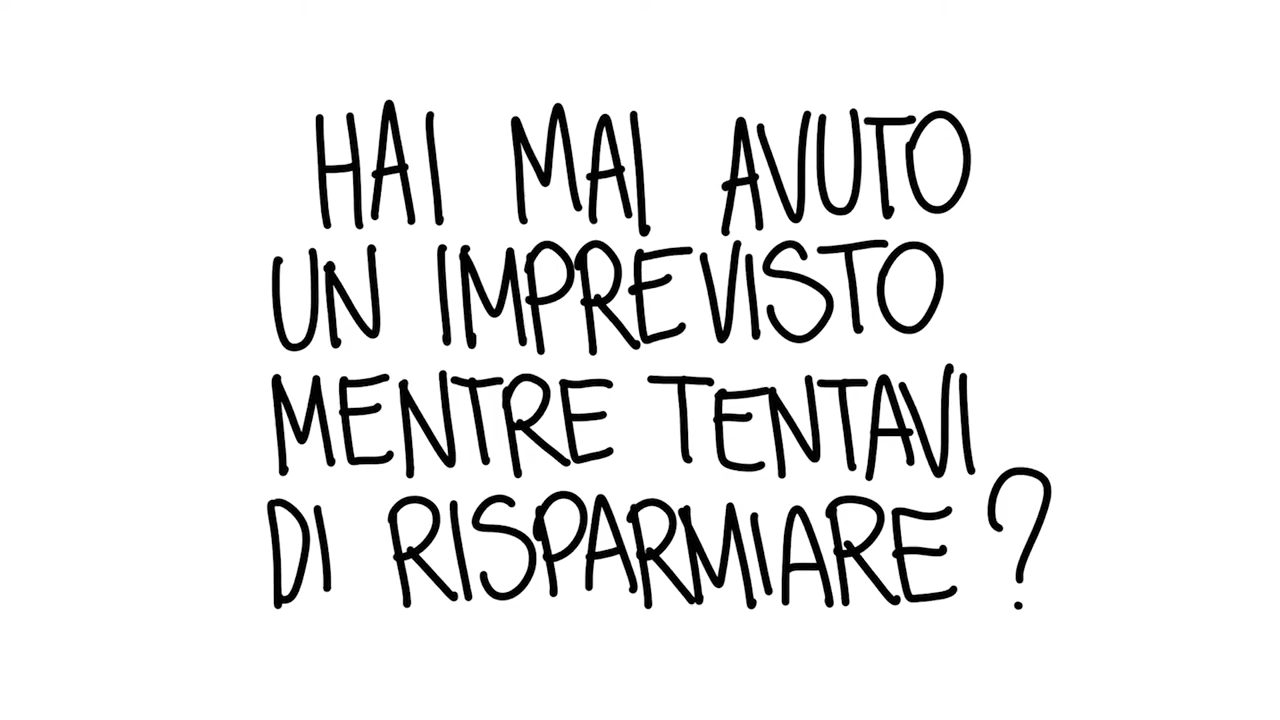 HAI MAI AVUTO
UN IMPREVISTO
MENTRE TENTAVI
DI RISPARMIARE?